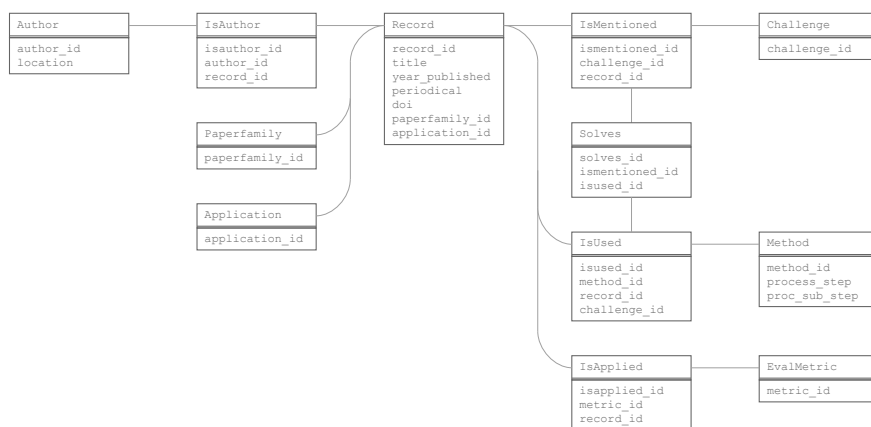 Author
author_id
location
IsAuthor
isauthor_id
author_id
record_id
Paperfamily
paperfamily_id
Application
application_id
Record
record_id
title
year_published
periodical
doi
paperfamily_id
application_id
IsMentioned
ismentioned_id
challenge_id
record_id
Solves
solves_id
ismentioned_id
isused_id
IsUsed
isused_id
method_id
record_id
challenge_id
IsApplied
isapplied_id
metric_id
record_id
Challenge
challenge_id
Method
method_id
process_step
proc_sub_step
EvalMetric
metric_id